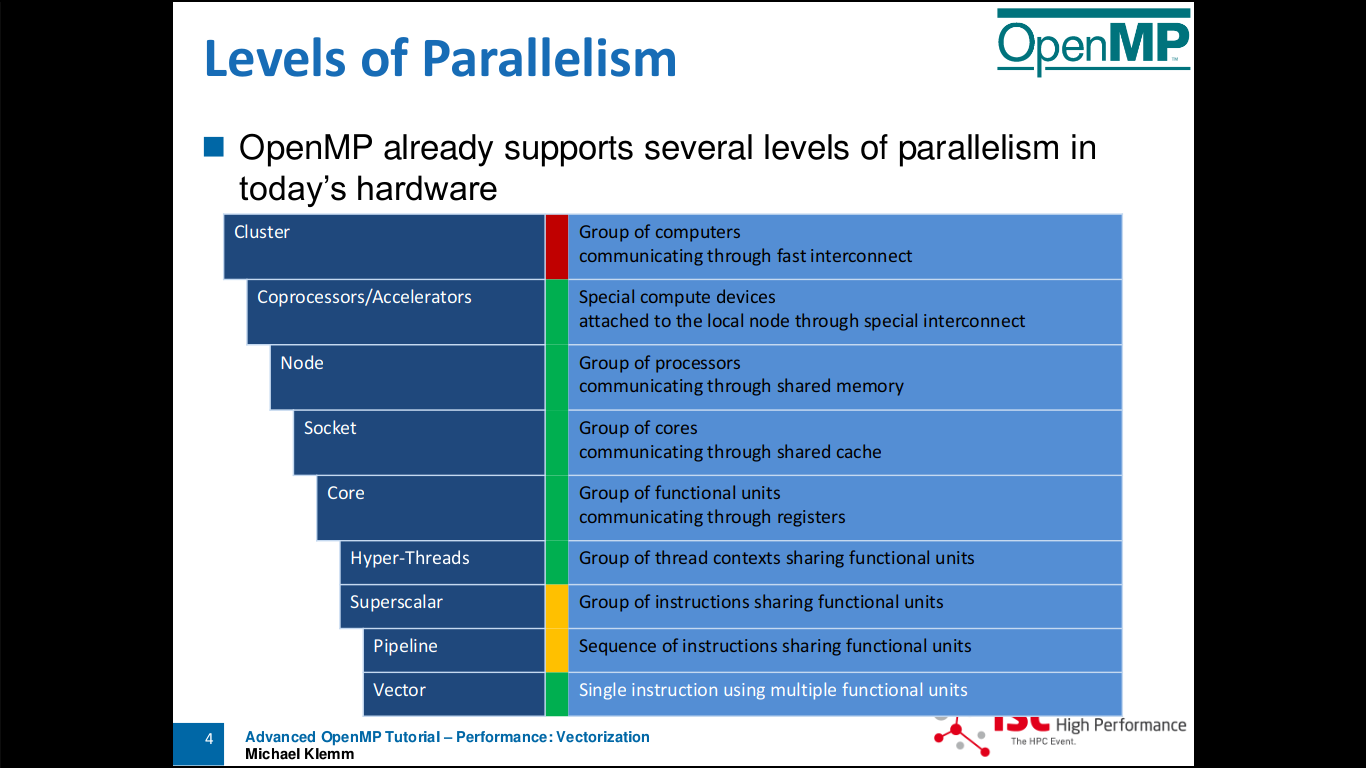 Levels of Parallelism
OpenMP
™
OpenMP already supports several levels of parallelism in
today’s hardware
Cluster
Group of computers
communicating through fast interconnect
Coprocessors/Accelerators
Special compute devices
attached to the local node through special interconnect
Node
Group of processors
communicating through shared memory
Socket
Group of cores
communicating through shared cache
Core
Group of functional units
communicating through registers
Hyper-Threads
Group of thread contexts sharing functional units
Superscalar
Group of instructions sharing functional units
Pipeline
Sequence of instructions sharing functional units
Vector
Single instruction using multiple functional units
4
Advanced OpenMP Tutorial – Performance: Vectorization
Michael Klemm
ISC High Performance
The HPC Event.